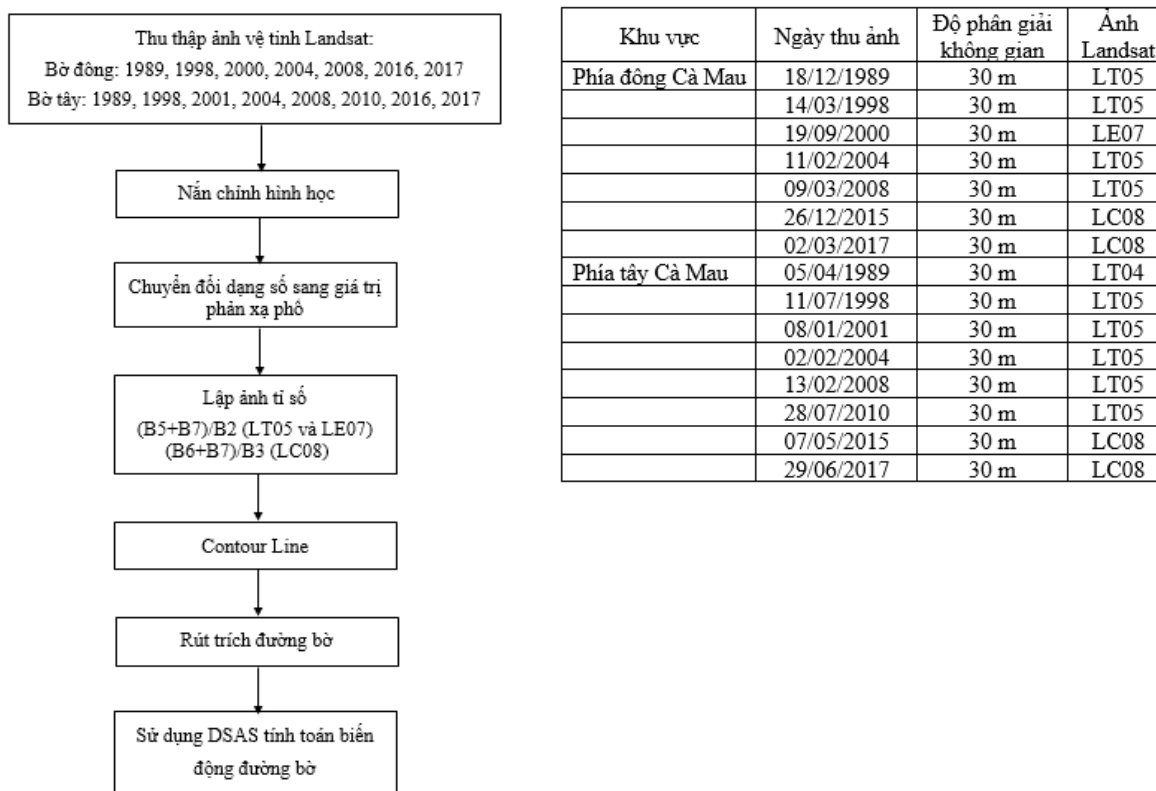 Thu thập ảnh vệ tinh Landsat:
Bờ đông: 1989, 1998, 2000, 2004, 2008, 2016, 2017
Bờ tây: 1989, 1998, 2001, 2004, 2008, 2010, 2016, 2017
Nắn chỉnh hình học
Chuyển đổi dạng số sang giá trị
phản xạ phổ
Lập ảnh tỉ số
(B5+B7)/B2 (LT05 và LE07)
(B6+B7)/B3 (LC08)
Contour Line
Rút trích đường bờ
Sử dụng DSAS tính toán biến
động đường bờ
Khu vực Ngày thu ảnh Độ phân giải không gian Ảnh Landsat
Phía đông Cà Mau 18/12/1989 30 m LT05
14/03/1998 30 m LT05
19/09/2000 30 m LE07
11/02/2004 30 m LT05
09/03/2008 30 m LT05
26/12/2015 30 m LC08
02/03/2017 30 m LC08
Phía tây Cà Mau 05/04/1989 30 m LT04
11/07/1998 30 m LT05
08/01/2001 30 m LT05
02/02/2004 30 m LT05
13/02/2008 30 m LT05
28/07/2010 30 m LT05
07/05/2015 30 m LC08
29/06/2017 30 m LC08